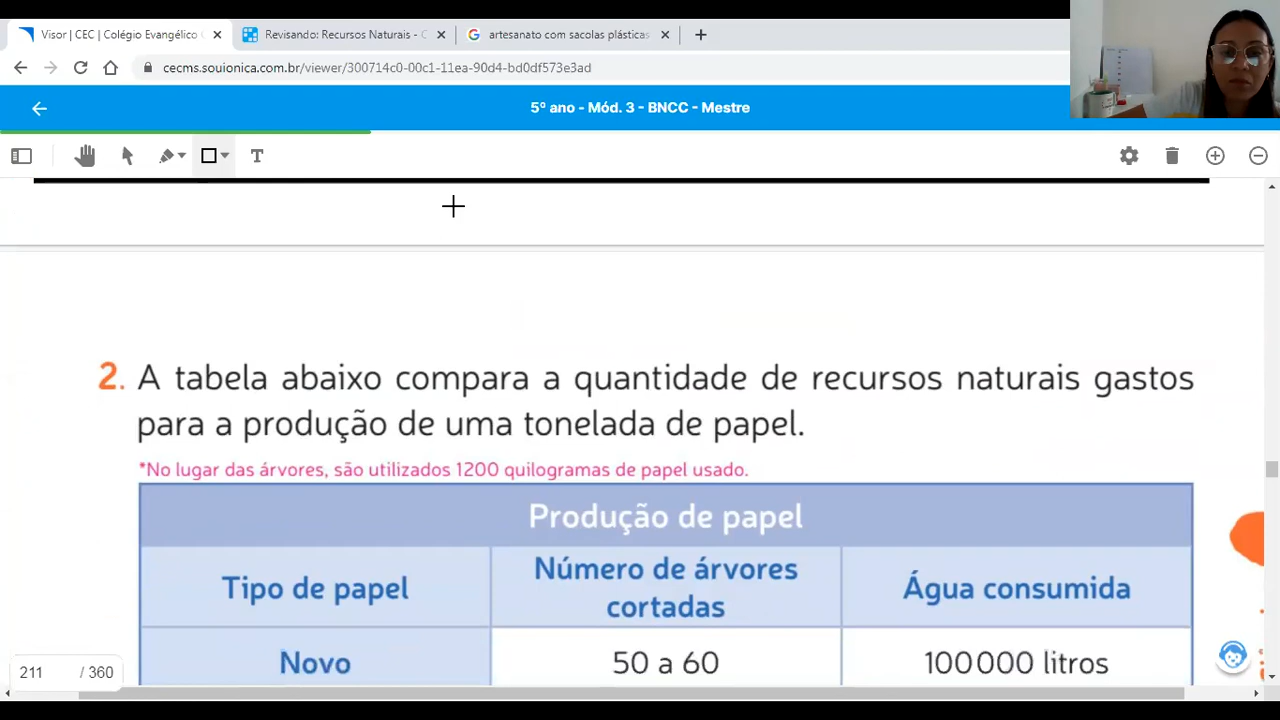 Visor | CEC | Colégio Evangélico
Revisando: Recursos Naturais - C
artesanato com sacolas plásticas
cecms.souionica.com.br/viewer/300714c0-00c1-11ea-90d4-bd0df573e3ad
5º ano - Mód. 3 - BNCC - Mestre
T
2. A tabela abaixo compara a quantidade de recursos naturais gastos
para a produção de uma tonelada de papel.
*No lugar das árvores, são utilizados 1200 quilogramas de papel usado.
Produção de papel
Tipo de papel
Número de árvores
cortadas
Água consumida
Novo
50 a 60
100 000 litros
211 / 360